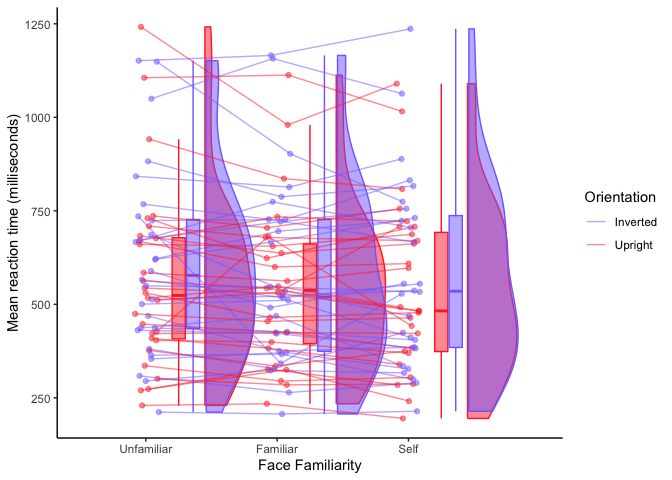 1250
1000
750
500
250
Mean reaction time (milliseconds)
Unfamiliar Familiar Self
Face Familiarity
Orientation
Inverted
Upright